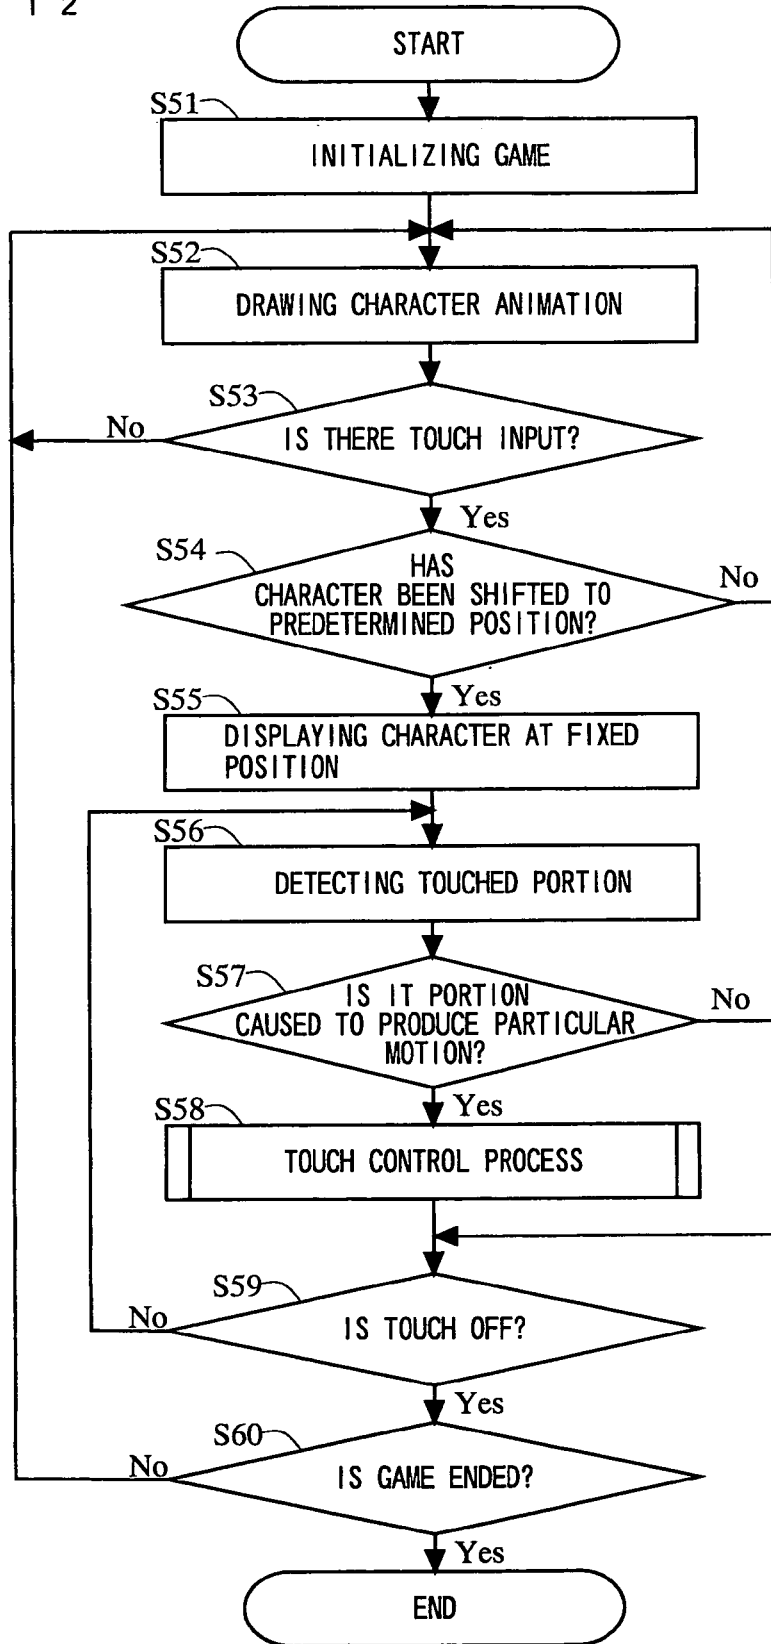 1 2
START
S51
INITIALIZING GAME
S52
DRAWING CHARACTER ANIMATION
S53
No
IS THERE TOUCH INPUT?
Yes
S54
HAS
CHARACTER BEEN SHIFTED TO
PREDETERMINED POSITION?
No
Yes
S55
DISPLAYING CHARACTER AT FIXED
POSITION
S56
DETECTING TOUCHED PORTION
S57
IS IT PORTION
CAUSED TO PRODUCE PARTICULAR
MOTION?
No
Yes
S58
TOUCH CONTROL PROCESS
S59
No
IS TOUCH OFF?
Yes
S60
No
IS GAME ENDED?
Yes
END